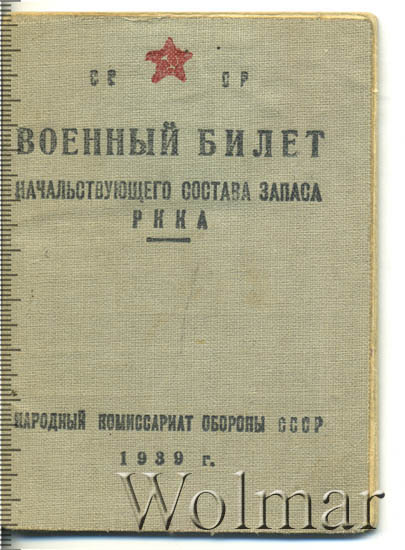 СС СР
ВОЕННЫЙ БИЛЕТ
НАЧАЛЬСТВУЮЩЕГО СОСТАВА ЗАПАСА
РККА
НАРОДНЫЙ КОМИССАРИАТ ОБОРОНЫ СССР
1939 г.
Wolmar